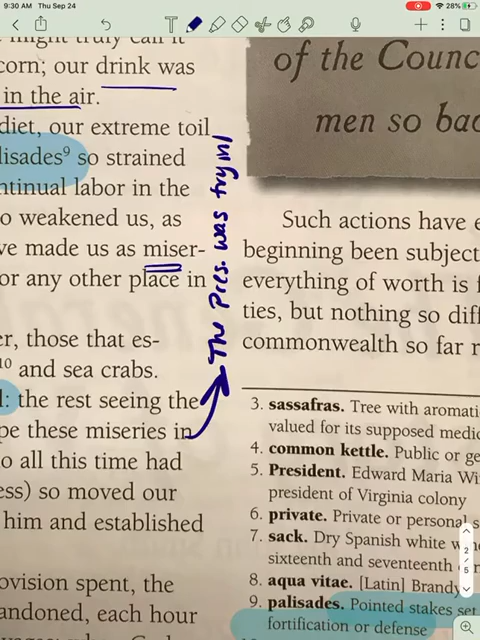 9:30 AM Thu Sep 24
28%
might truly call it
corn; our drink was
in the air.
diet, our extreme toil
lisades⁹ so strained
ntinual labor in the
o weakened us, as
ve made us as miser-
or any other place in
er, those that es-
¹⁰ and sea crabs.
d: the rest seeing the
pe these miseries in
o all this time had
ess) so moved our
him and established
ovision spent, the
andoned, each hour
The Pres. was tryin
of the Counc
men so bad
Such actions have e
beginning been subject
everything of worth is f
ties, but nothing so diff
commonwealth so far r
3. sassafras. Tree with aromati
valued for its supposed medic
4. common kettle. Public or ge
5. President. Edward Maria Wi
president of Virginia colony
6. private. Private or personal s
7. sack. Dry Spanish white w
sixteenth and seventeenth
8. aqua vitae. [Latin] Brandy
9. palisades. Pointed stakes set
fortification or defense
2
5